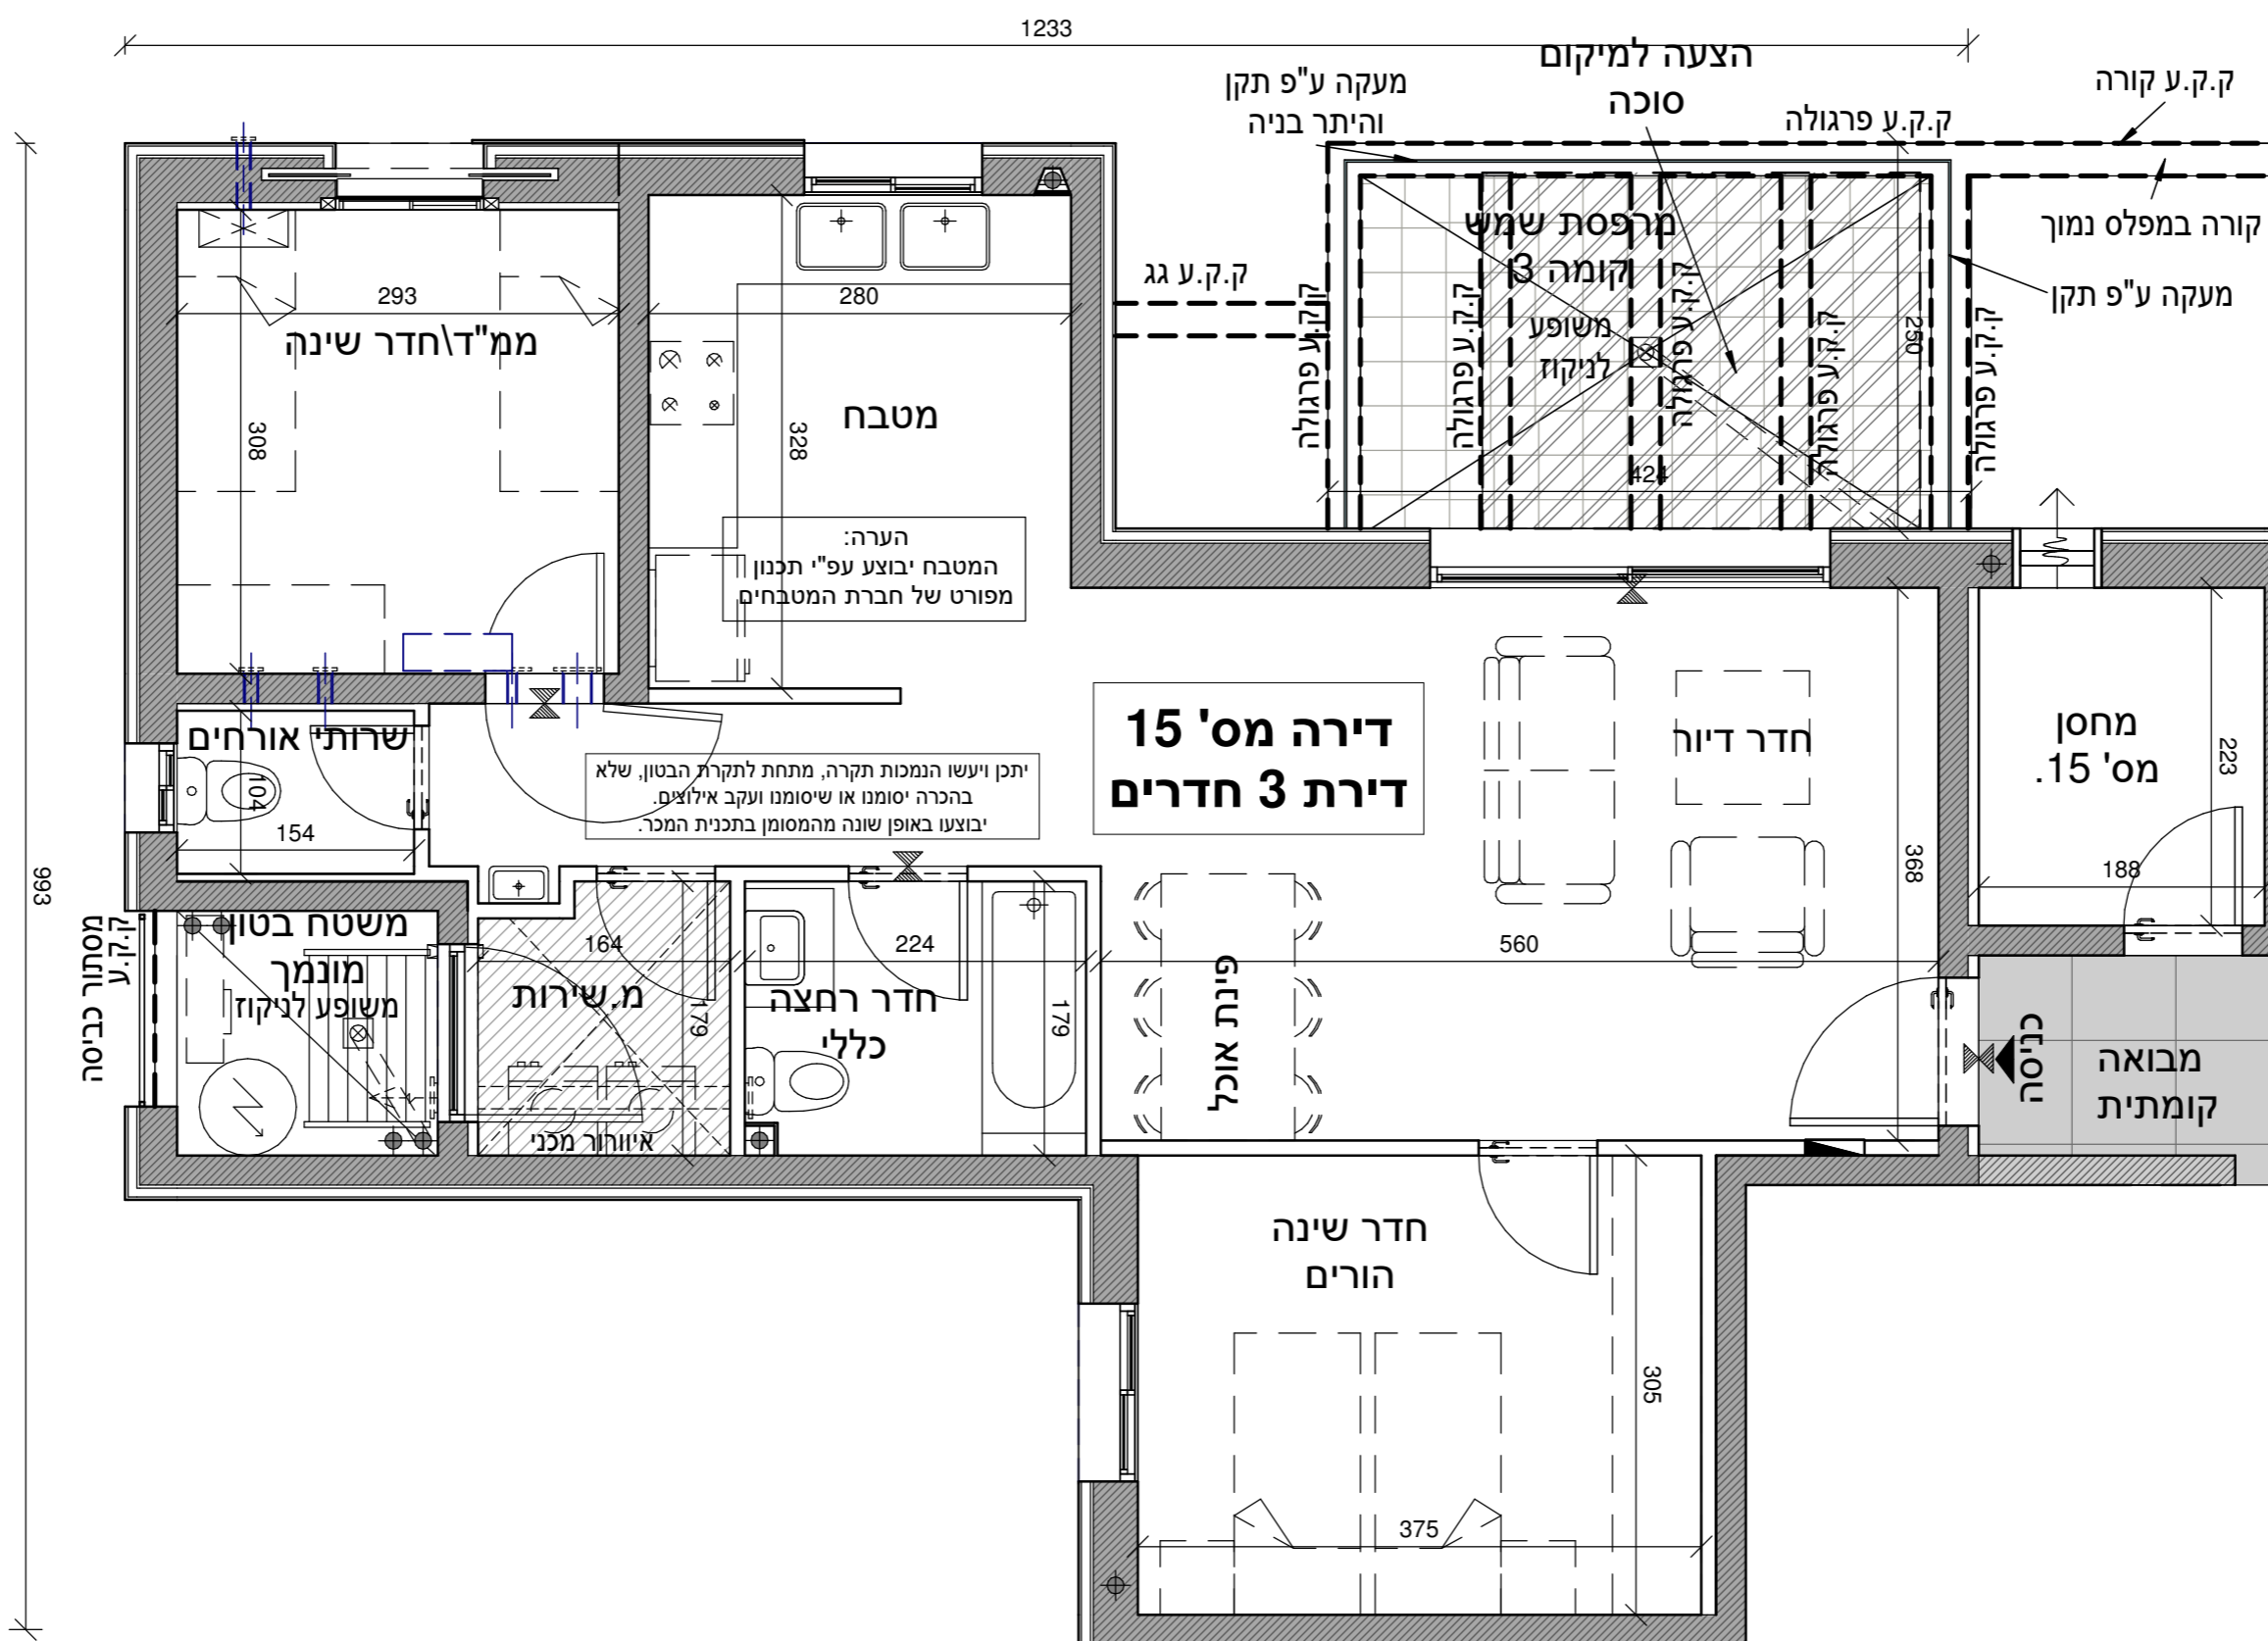 1233
הצעה למיקום
סוכה
מעקה ע"פ תקן
והיתר בניה
ק.ק.ע פרגולה
ק.ק.ע קורה
קורה במפלס נמוך
מעקה ע"פ תקן
ק.ק.ע גג
ק.ק.ע פרגולה
ק.ק.ע פרגולה
ק.ק.ע פרגולה
ק.ק.ע פרגולה
ק.ק.ע פרגולה
מרפסת שמש
קומה 3
משופע
לניקוז
250
424
293
ממ"ד\חדר שינה
308
280
מטבח
328
הערה:
המטבח יבוצע עפ"י תכנון
מפורט של חברת המטבחים
דירה מס' 15
דירת 3 חדרים
חדר דיור
368
מחסן
מס' 15.
223
188
שרותי אורחים
104
154
יתכן ויעשו הנמכות תקרה, מתחת לתקרת הבטון, שלא
בהכרה יסומנו או שיסומנו ועקב אילוצים.
יבוצעו באופן שונה מהמסומן בתכנית המכר.
993
מסתור כביסה
ק.ק.ע
משטח בטון
מונמך
משופע לניקוז
164
מ.שירות
179
איוורור מכני
224
חדר רחצה
כללי
179
560
פינת אוכל
כניסה
מבואה
קומתית
חדר שינה
הורים
305
375